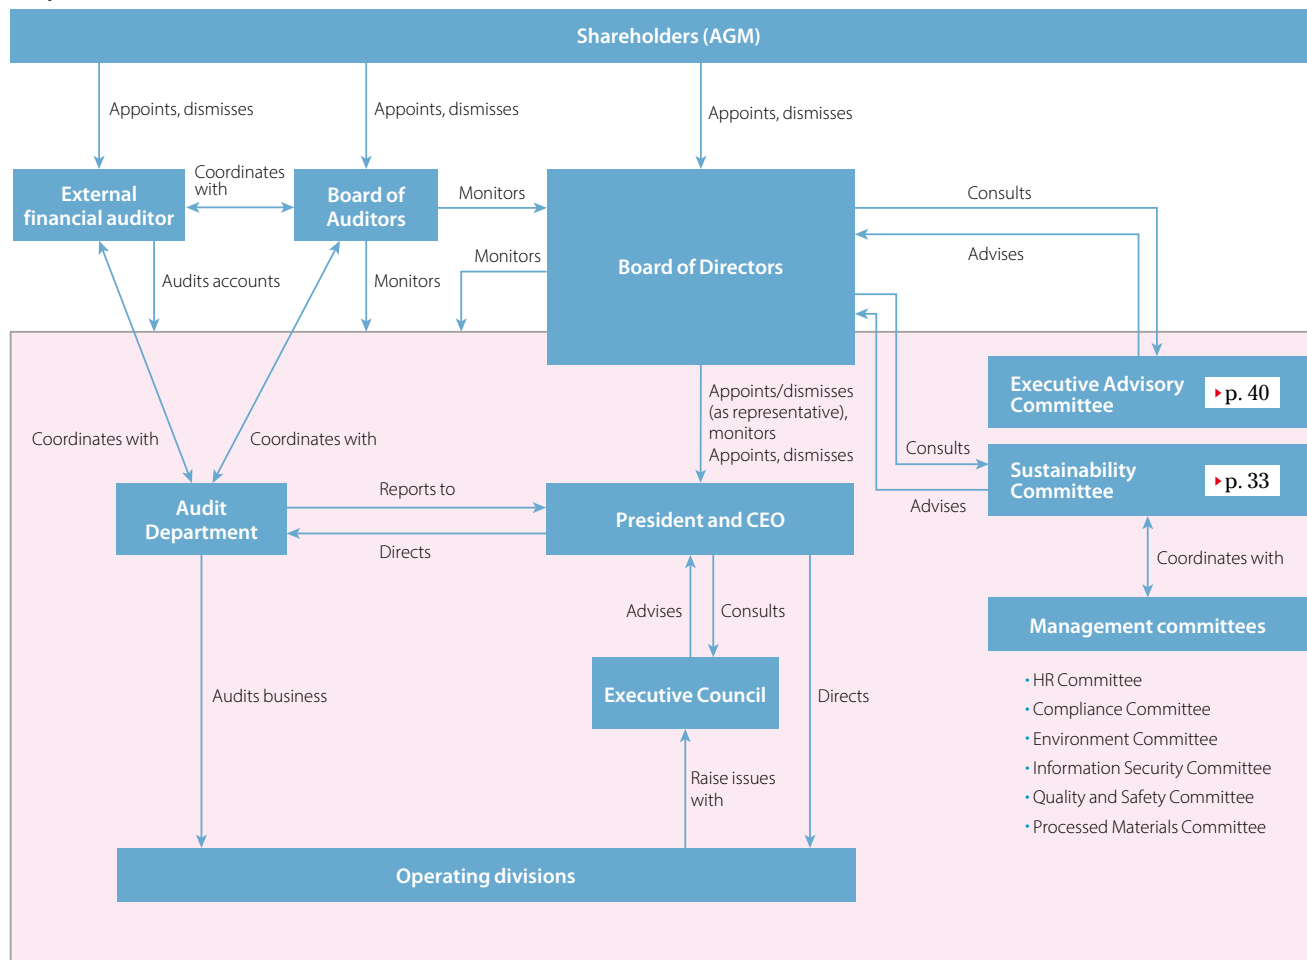 Shareholders (AGM)
Appoints, dismisses
Appoints, dismisses
Appoints, dismisses
External
financial auditor
Coordinates
with
Board of
Auditors
Monitors
Board of Directors
Consults
Advises
Monitors
Audits accounts
Monitors
Executive Advisory
Committee
p. 40
Appoints/dismisses
(as representative),
monitors
Appoints, dismisses
Coordinates with
Coordinates with
Consults
Sustainability
Committee
p. 33
Advises
Audit
Department
Reports to
Directs
President and CEO
Coordinates with
Advises
Consults
Management committees
Executive Council
Directs
Audits business
• HR Committee
• Compliance Committee
• Environment Committee
• Information Security Committee
• Quality and Safety Committee
• Processed Materials Committee
Raise issues
with
Operating divisions